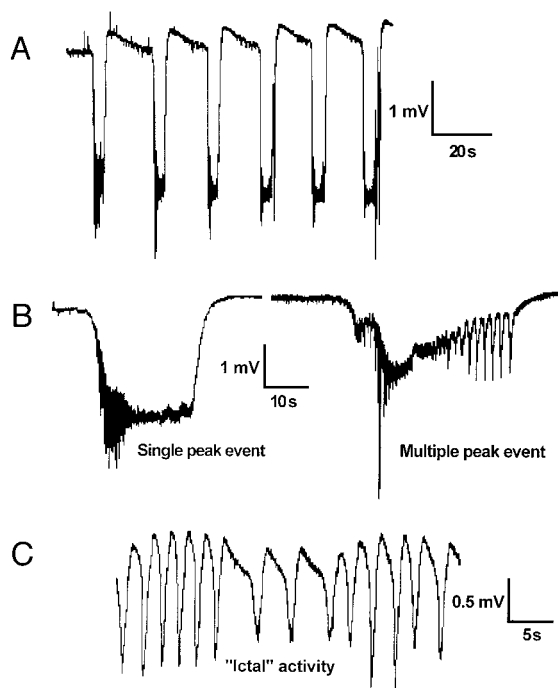 A
1 mV
20s
B
1 mV
10s
Single peak event
Multiple peak event
C
0.5 mV
5s
"Ictal" activity